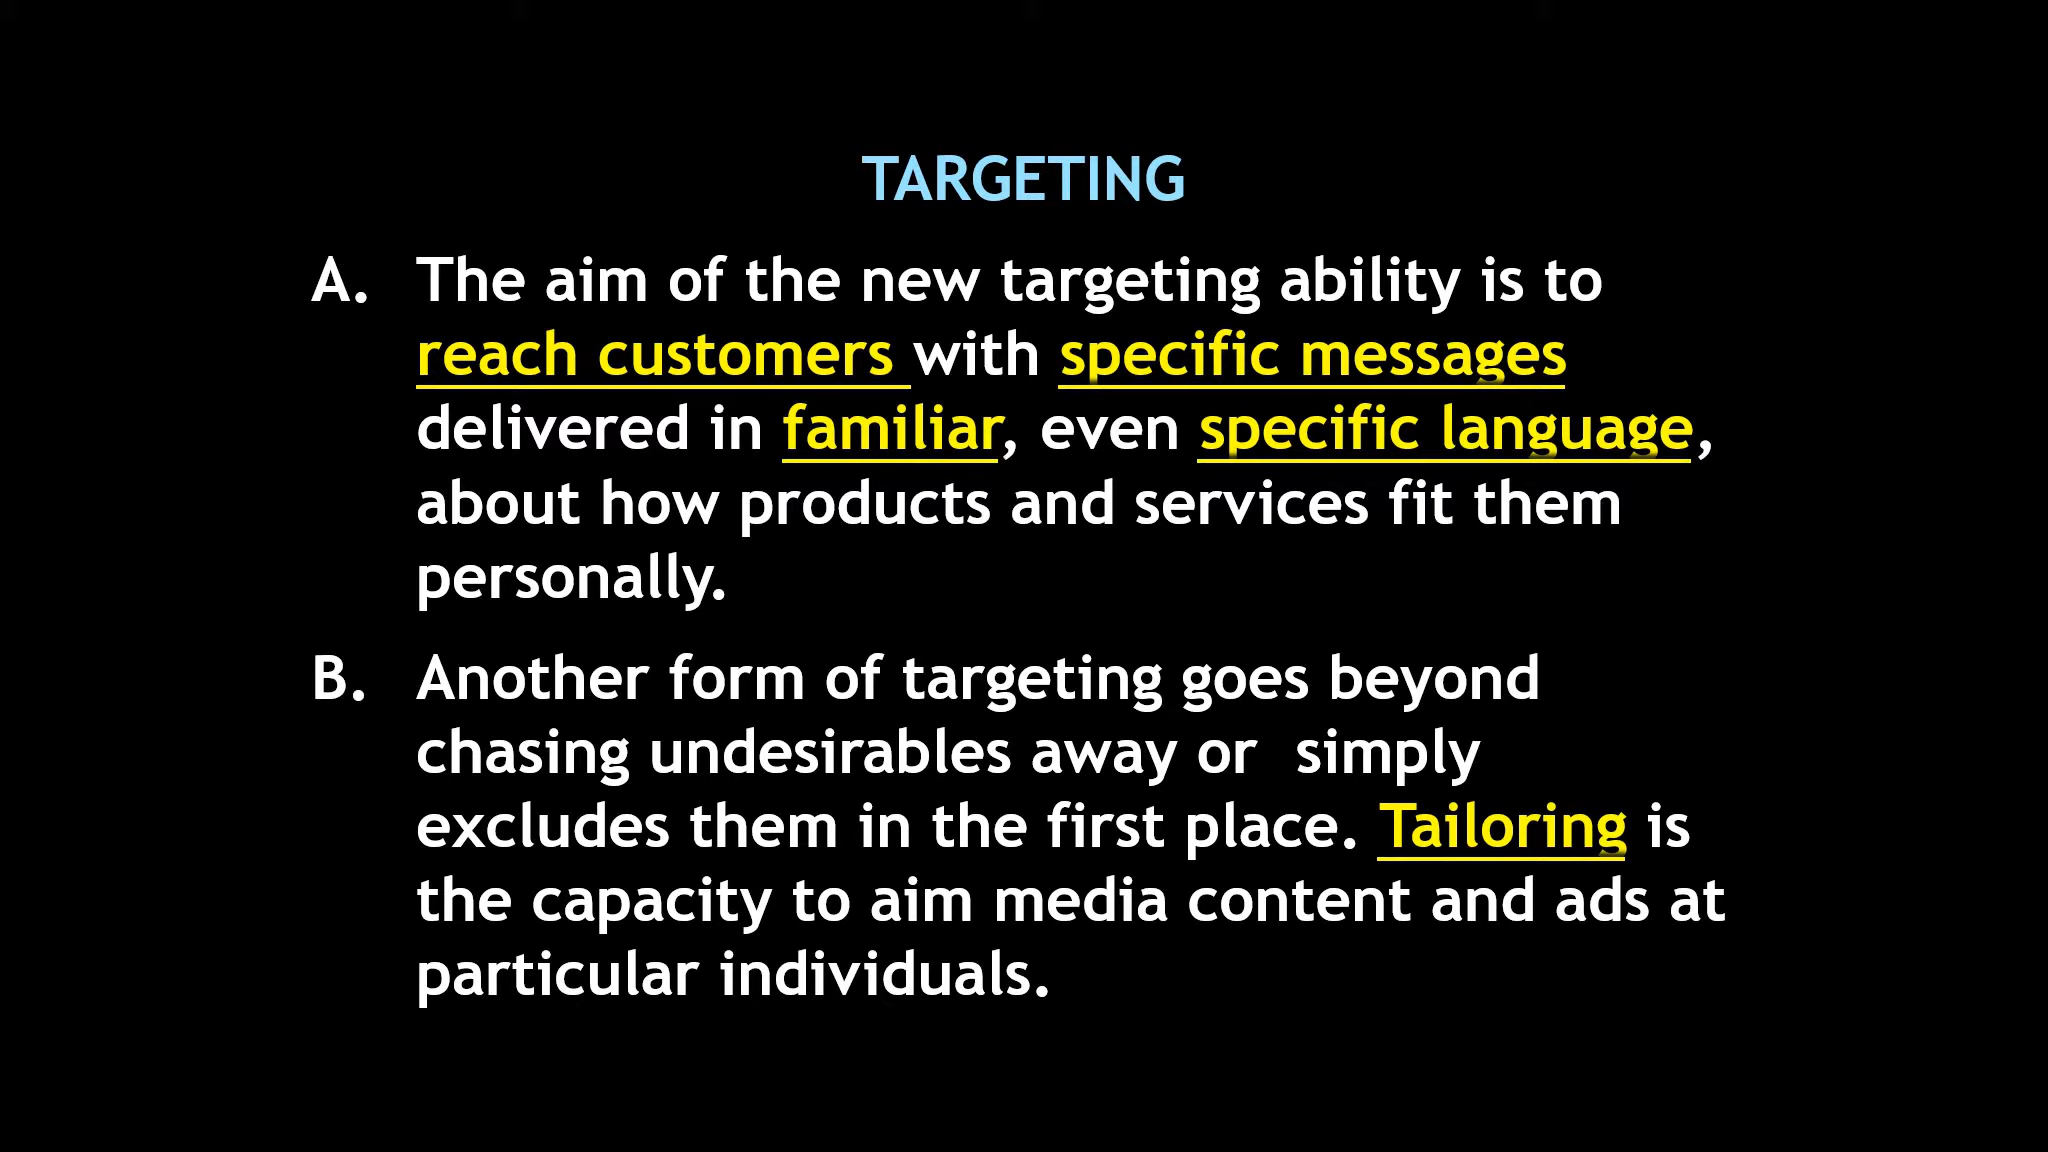 TARGETING
A. The aim of the new targeting ability is to
reach customers with specific messages
delivered in familiar, even specific language,
about how products and services fit them
personally.
B. Another form of targeting goes beyond
chasing undesirables away or  simply
excludes them in the first place. Tailoring is
the capacity to aim media content and ads at
particular individuals.